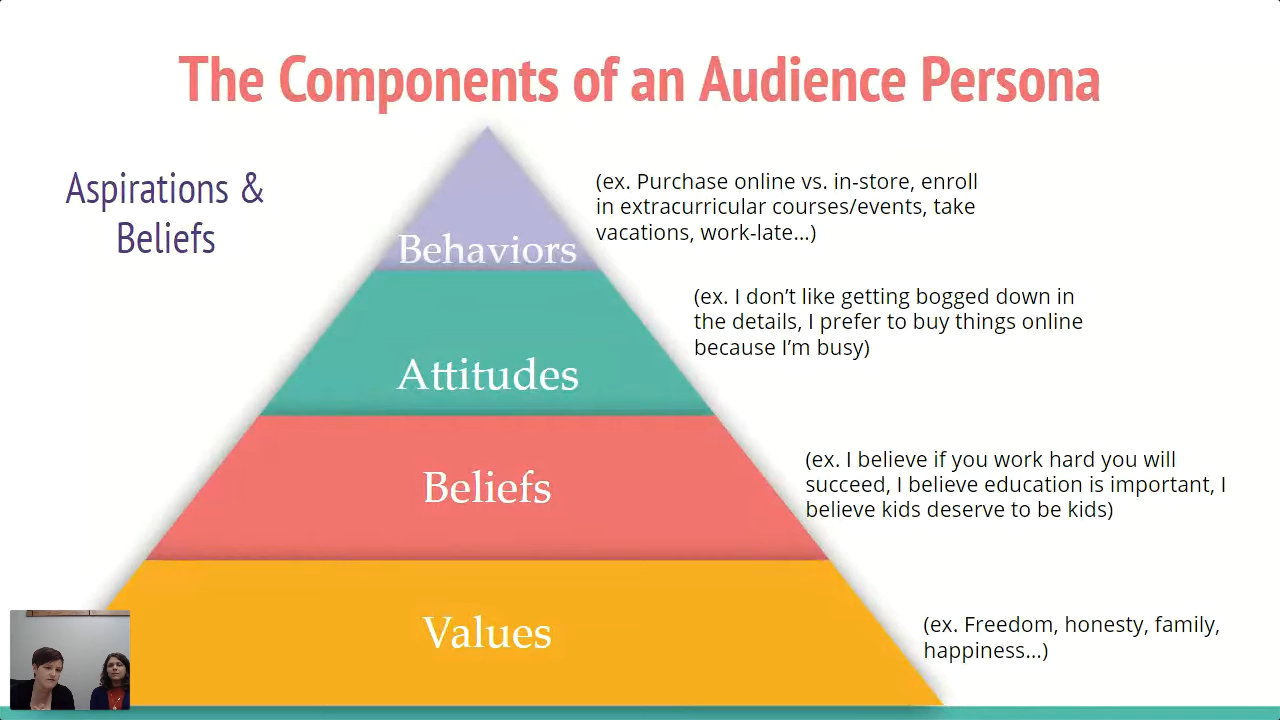 The Components of an Audience Persona
Aspirations &
Beliefs
Behaviors
(ex. Purchase online vs. in-store, enroll
in extracurricular courses/events, take
vacations, work-late...)
Attitudes
(ex. I don’t like getting bogged down in
the details, I prefer to buy things online
because I’m busy)
Beliefs
(ex. I believe if you work hard you will
succeed, I believe education is important, I
believe kids deserve to be kids)
Values
(ex. Freedom, honesty, family,
happiness...)